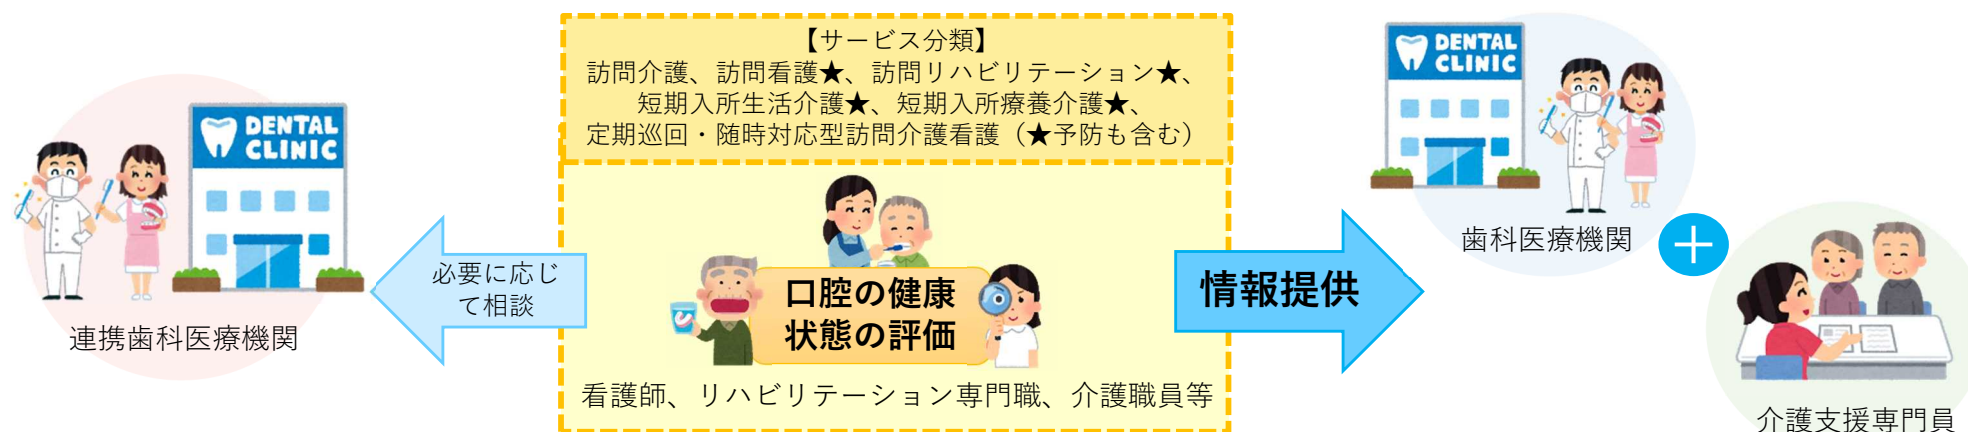 DENTAL
CLINIC
連携歯科医療機関
必要に応じ
て相談
【サービス分類】
訪問介護、訪問看護★、訪問リハビリテーション★、
短期入所生活介護★、短期入所療養介護★、
定期巡回・随時対応型訪問介護看護（★予防も含む）
口腔の健康
状態の評価
看護師、リハビリテーション専門職、介護職員等
情報提供
DENTAL
CLINIC
歯科医療機関
＋
介護支援専門員